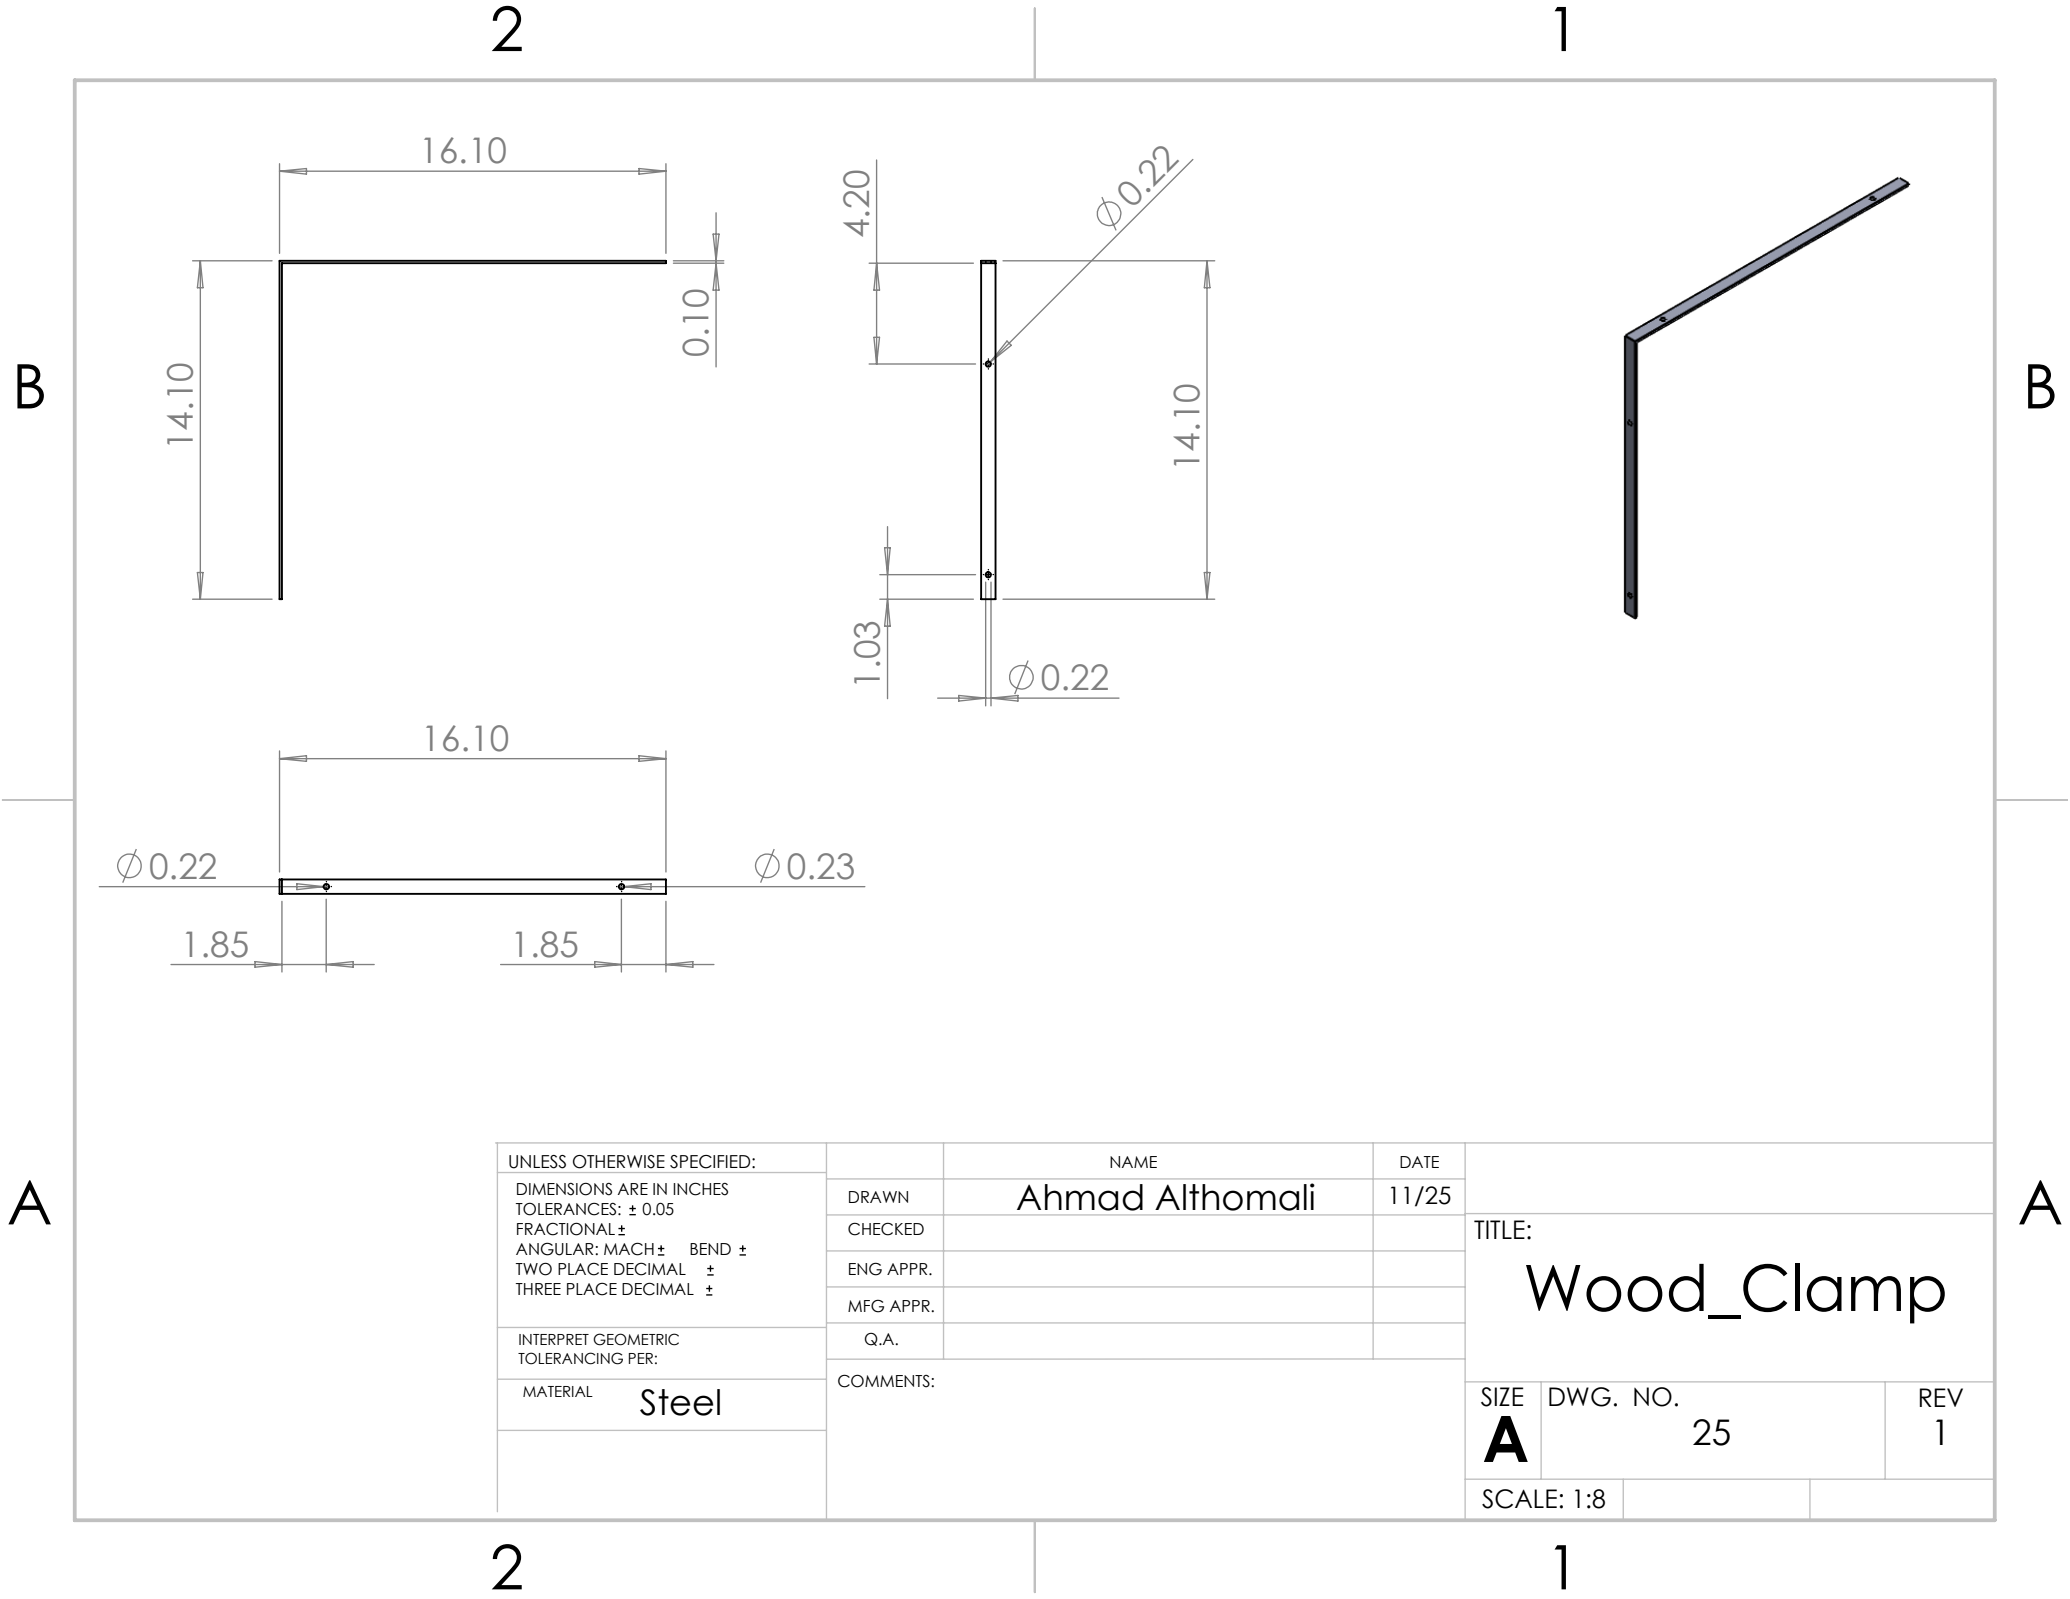 2
1
16.10
4.20
∅0.22
0.10
14.10
14.10
B
B
1.03
∅0.22
16.10
∅0.22
∅0.23
1.85
1.85
A
A
UNLESS OTHERWISE SPECIFIED:
DIMENSIONS ARE IN INCHES
TOLERANCES: ± 0.05
FRACTIONAL ±
ANGULAR: MACH ± BEND ±
TWO PLACE DECIMAL ±
THREE PLACE DECIMAL ±
INTERPRET GEOMETRIC
TOLERANCING PER:
MATERIAL Steel
NAME DATE
DRAWN Ahmad Althomali 11/25
CHECKED
ENG APPR.
MFG APPR.
Q.A.
COMMENTS:
TITLE:
Wood_Clamp
SIZE DWG. NO. REV
A 25 1
SCALE: 1:8
2
1